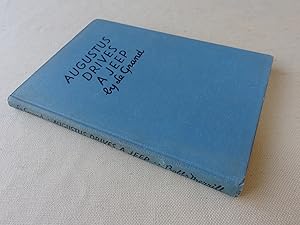 AUGUSTUS
DRIVES
A JEEP
by Le Grand
AUGUSTUS DRIVES A JEEP
Bobbs Merrill